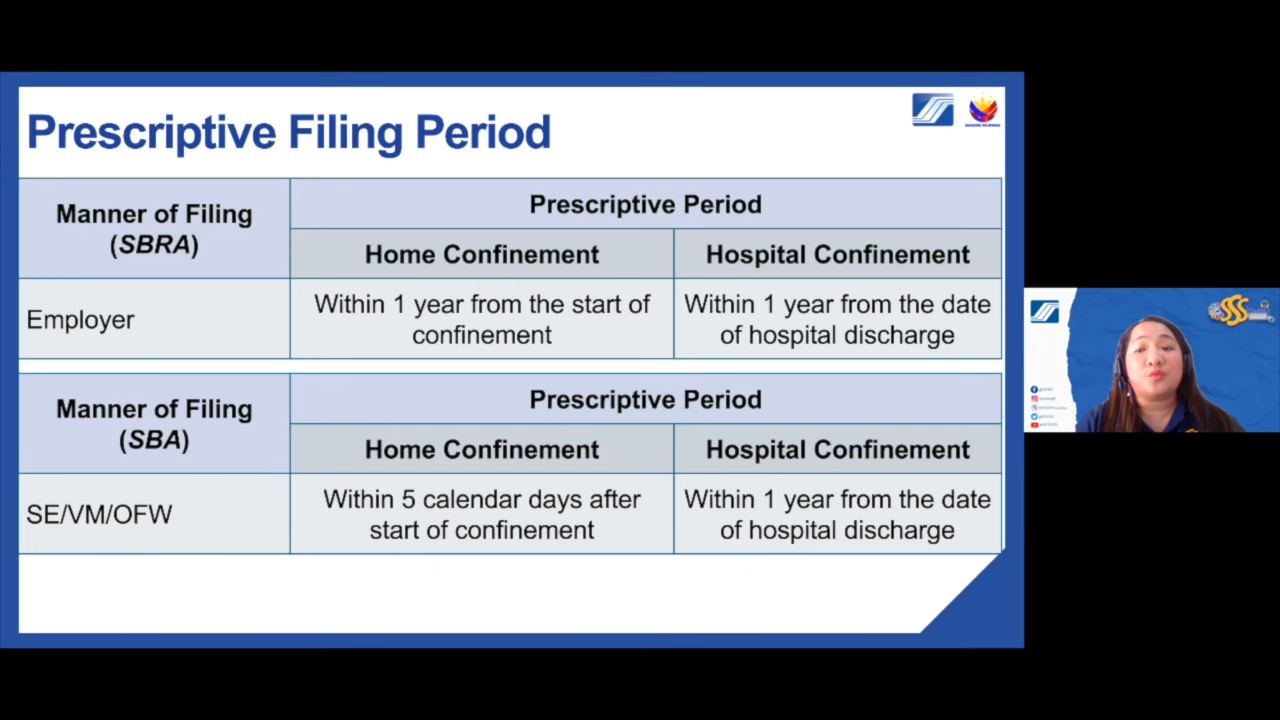 Prescriptive Filing Period
Manner of Filing
(SBRA)
Prescriptive Period
Home Confinement
Hospital Confinement
Employer
Within 1 year from the start of
confinement
Within 1 year from the date
of hospital discharge
Manner of Filing
(SBA)
Prescriptive Period
Home Confinement
Hospital Confinement
SE/VM/OFW
Within 5 calendar days after
start of confinement
Within 1 year from the date
of hospital discharge
SSS